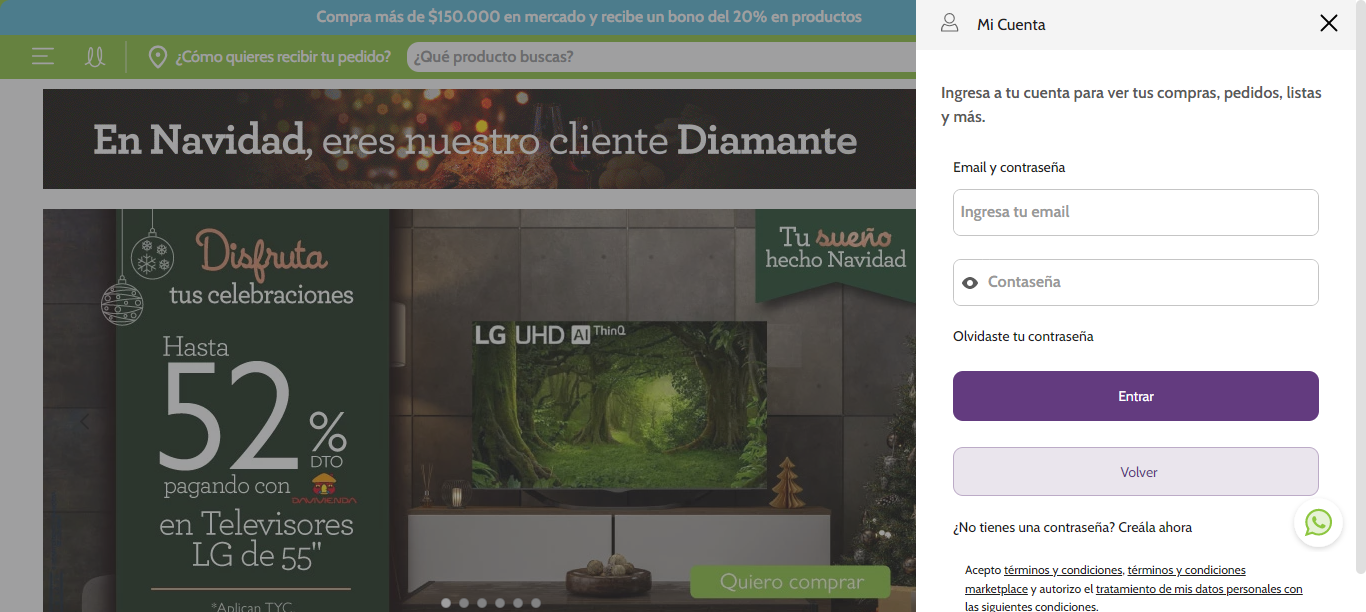 Compra más de $150.000 en mercado y recibe un bono del 20% en productos
¿Cómo quieres recibir tu pedido?
¿Qué producto buscas?
En Navidad, eres nuestro cliente Diamante
Disfruta
tus celebraciones
Hasta
52%
DTO
pagando con
DAVIVIENDA
en Televisores
LG de 55"
*Aplican TYC
Tu sueño
hecho Navidad
LG UHD AI ThinQ
Quiero comprar
Mi Cuenta
Ingresa a tu cuenta para ver tus compras, pedidos, listas
y más.
Email y contraseña
Ingresa tu email
Contaseña
Olvidaste tu contraseña
Entrar
Volver
¿No tienes una contraseña? Creála ahora
Acepto términos y condiciones, términos y condiciones
marketplace y autorizo el tratamiento de mis datos personales con
las siguientes condiciones.